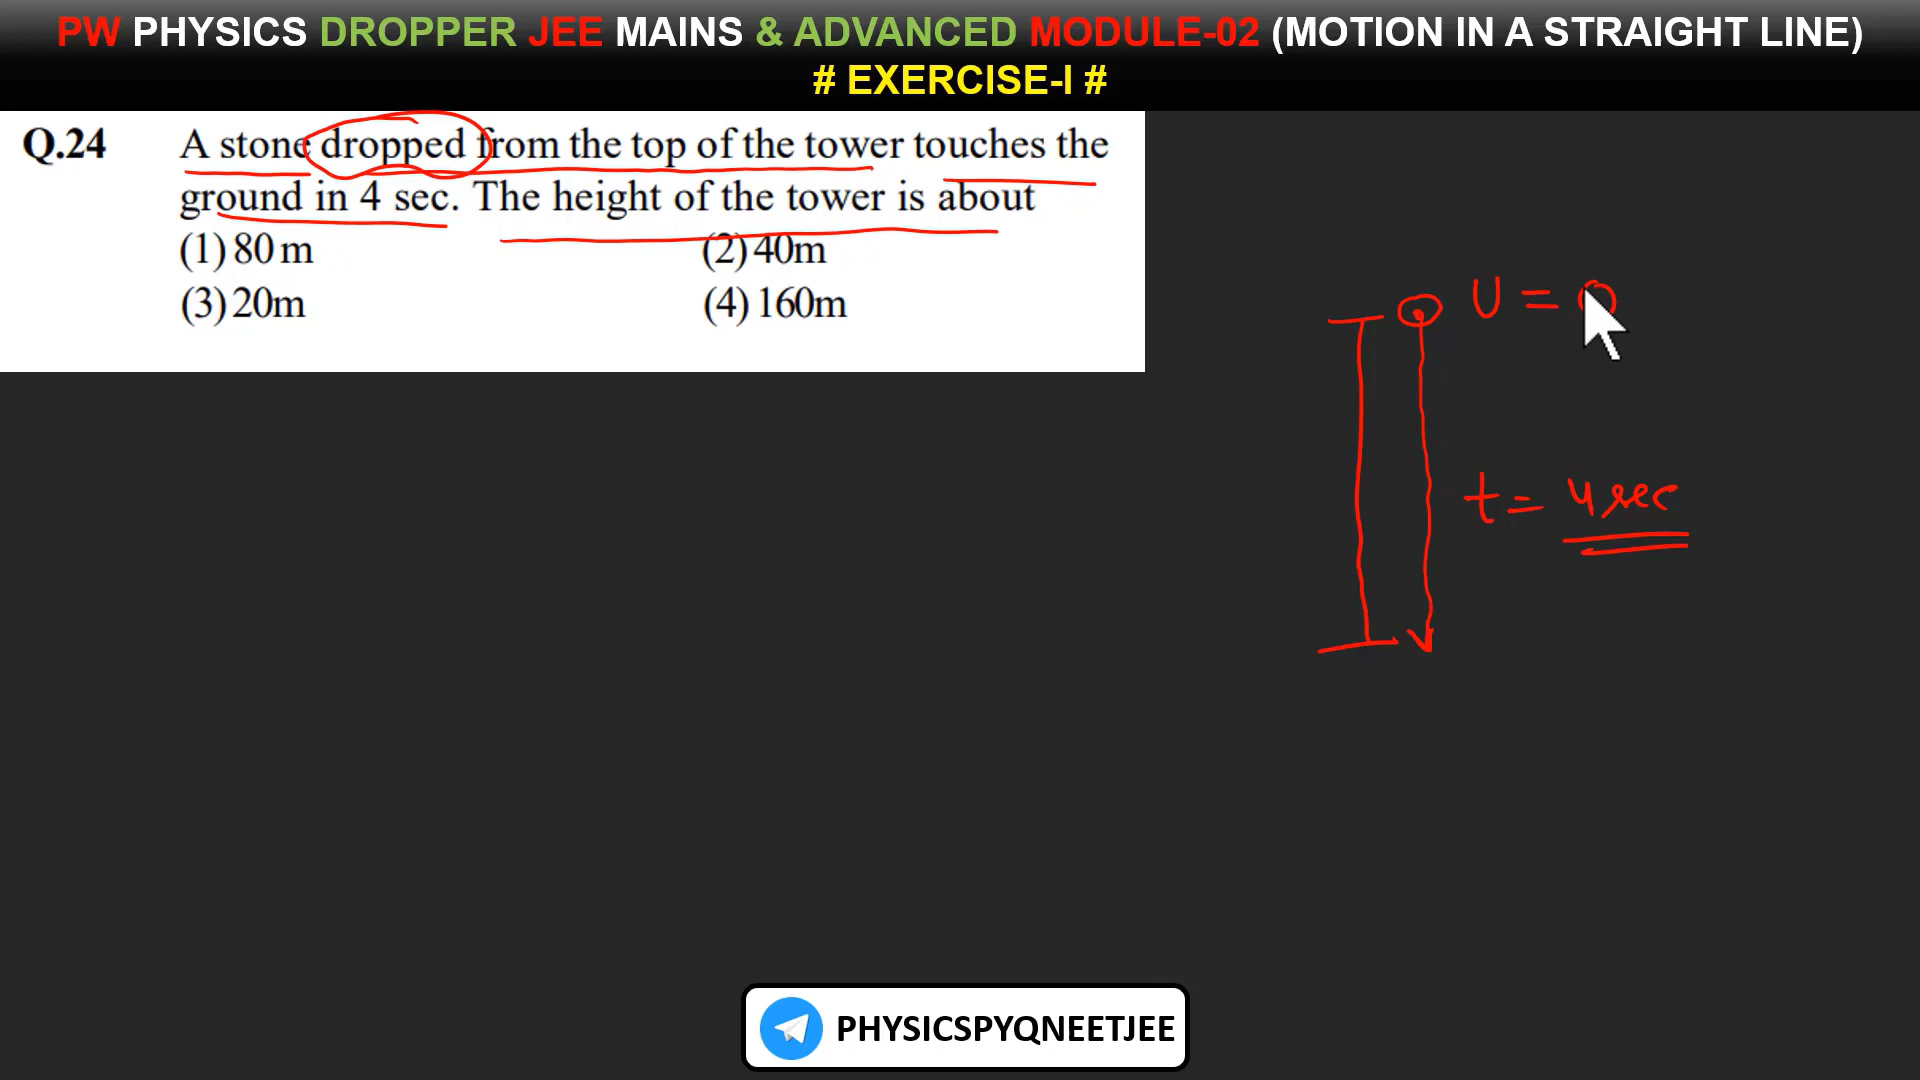 PW PHYSICS DROPPER JEE MAINS & ADVANCED MODULE-02 (MOTION IN A STRAIGHT LINE)
# EXERCISE-I #
Q.24 A stone dropped from the top of the tower touches the
ground in 4 sec. The height of the tower is about
(1) 80 m (2) 40m
(3) 20m (4) 160m
U = 0
t = 4sec
PHYSICSPYQNEETJEE